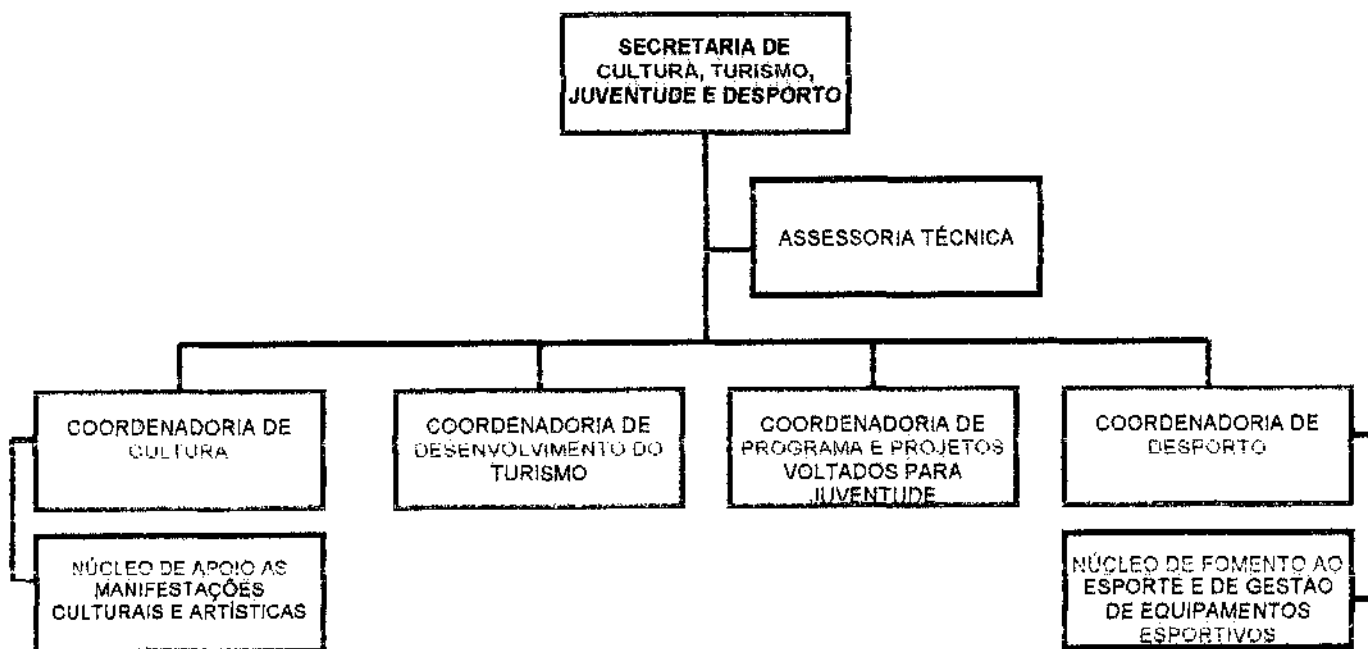 SECRETARIA DE
CULTURA, TURISMO,
JUVENTUDE E DESPORTO
ASSESSORIA TÉCNICA
COORDENADORIA DE
CULTURA
COORDENADORIA DE
DESENVOLVIMENTO DO
TURISMO
COORDENADORIA DE
PROGRAMA E PROJETOS
VOLTADOS PARA
JUVENTUDE
COORDENADORIA DE
DESPORTO
NÚCLEO DE APOIO AS
MANIFESTAÇÕES
CULTURAIS E ARTÍSTICAS
NÚCLEO DE FOMENTO AO
ESPORTE E DE GESTÃO
DE EQUIPAMENTOS
ESPORTIVOS